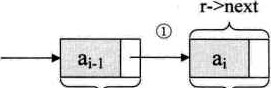 r->next
①
aᵢ₋₁
aᵢ